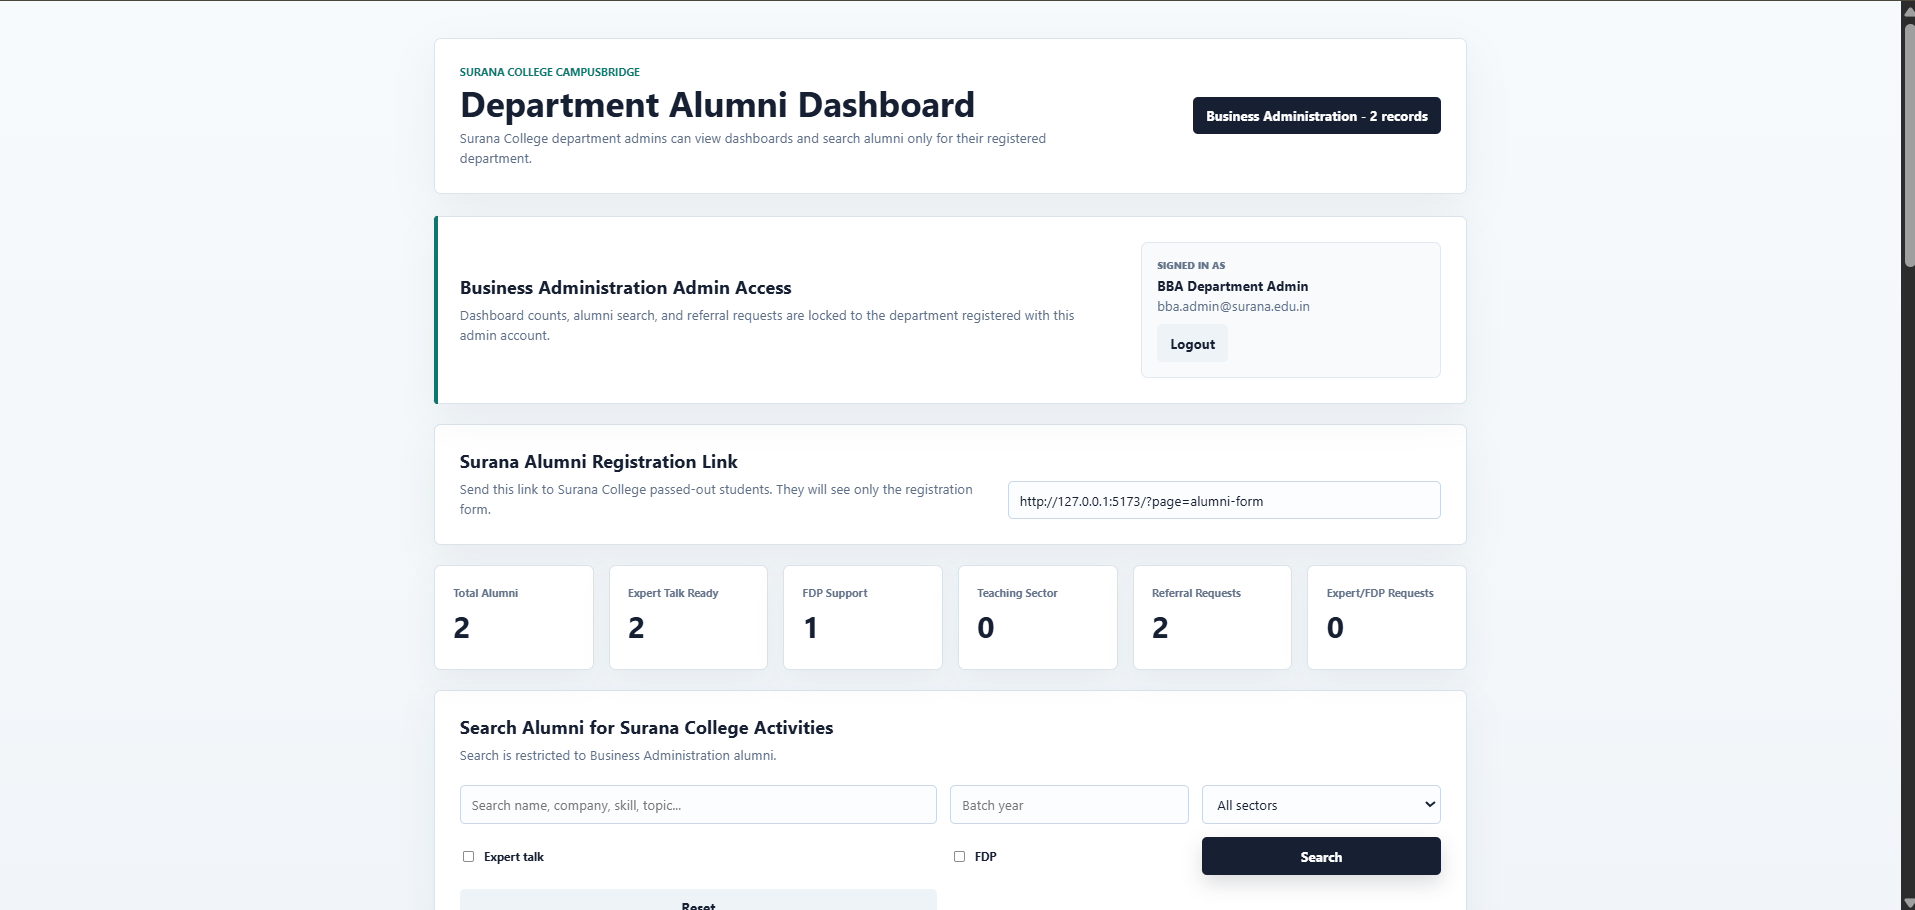 SURANA COLLEGE CAMPUSBRIDGE
Department Alumni Dashboard
Surana College department admins can view dashboards and search alumni only for their registered
department.
Business Administration - 2 records
Business Administration Admin Access
Dashboard counts, alumni search, and referral requests are locked to the department registered with this
admin account.
SIGNED IN AS
BBA Department Admin
bba.admin@surana.edu.in
Logout
Surana Alumni Registration Link
Send this link to Surana College passed-out students. They will see only the registration
form.
http://127.0.0.1:5173/?page=alumni-form
Total Alumni
2
Expert Talk Ready
2
FDP Support
1
Teaching Sector
0
Referral Requests
2
Expert/FDP Requests
0
Search Alumni for Surana College Activities
Search is restricted to Business Administration alumni.
Search name, company, skill, topic...
Batch year
All sectors
Expert talk
FDP
Search
Reset